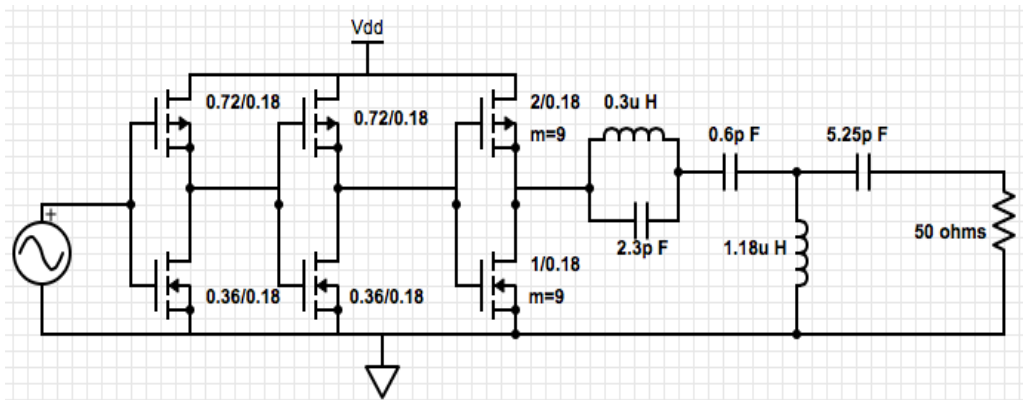 Vdd
0.72/0.18
0.72/0.18
2/0.18
m=9
0.3u H
0.6p F
5.25p F
+
2.3p F
1.18u H
50 ohms
0.36/0.18
0.36/0.18
1/0.18
m=9